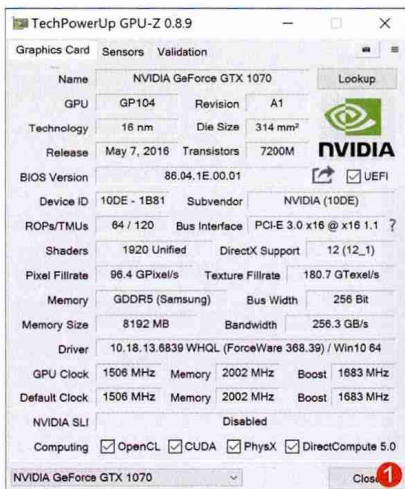 TechPowerUp GPU-Z 0.8.9
Graphics Card Sensors Validation
Name NVIDIA GeForce GTX 1070 Lookup
GPU GP104 Revision A1
Technology 16 nm Die Size 314 mm²
Release May 7, 2016 Transistors 7200M
NVIDIA
BIOS Version 86.04.1E.00.01 UEFI
Device ID 10DE - 1B81 Subvendor NVIDIA (10DE)
ROPs/TMUs 64 / 120 Bus Interface PCI-E 3.0 x16 @ x16 1.1 ?
Shaders 1920 Unified DirectX Support 12 (12_1)
Pixel Fillrate 96.4 GPixel/s Texture Fillrate 180.7 GTexel/s
Memory GDDR5 (Samsung) Bus Width 256 Bit
Memory Size 8192 MB Bandwidth 256.3 GB/s
Driver 10.18.13.6839 WHQL (ForceWare 368.39) / Win10 64
GPU Clock 1506 MHz Memory 2002 MHz Boost 1683 MHz
Default Clock 1506 MHz Memory 2002 MHz Boost 1683 MHz
NVIDIA SLI Disabled
Computing OpenCL CUDA PhysX DirectCompute 5.0
NVIDIA GeForce GTX 1070 Close 1